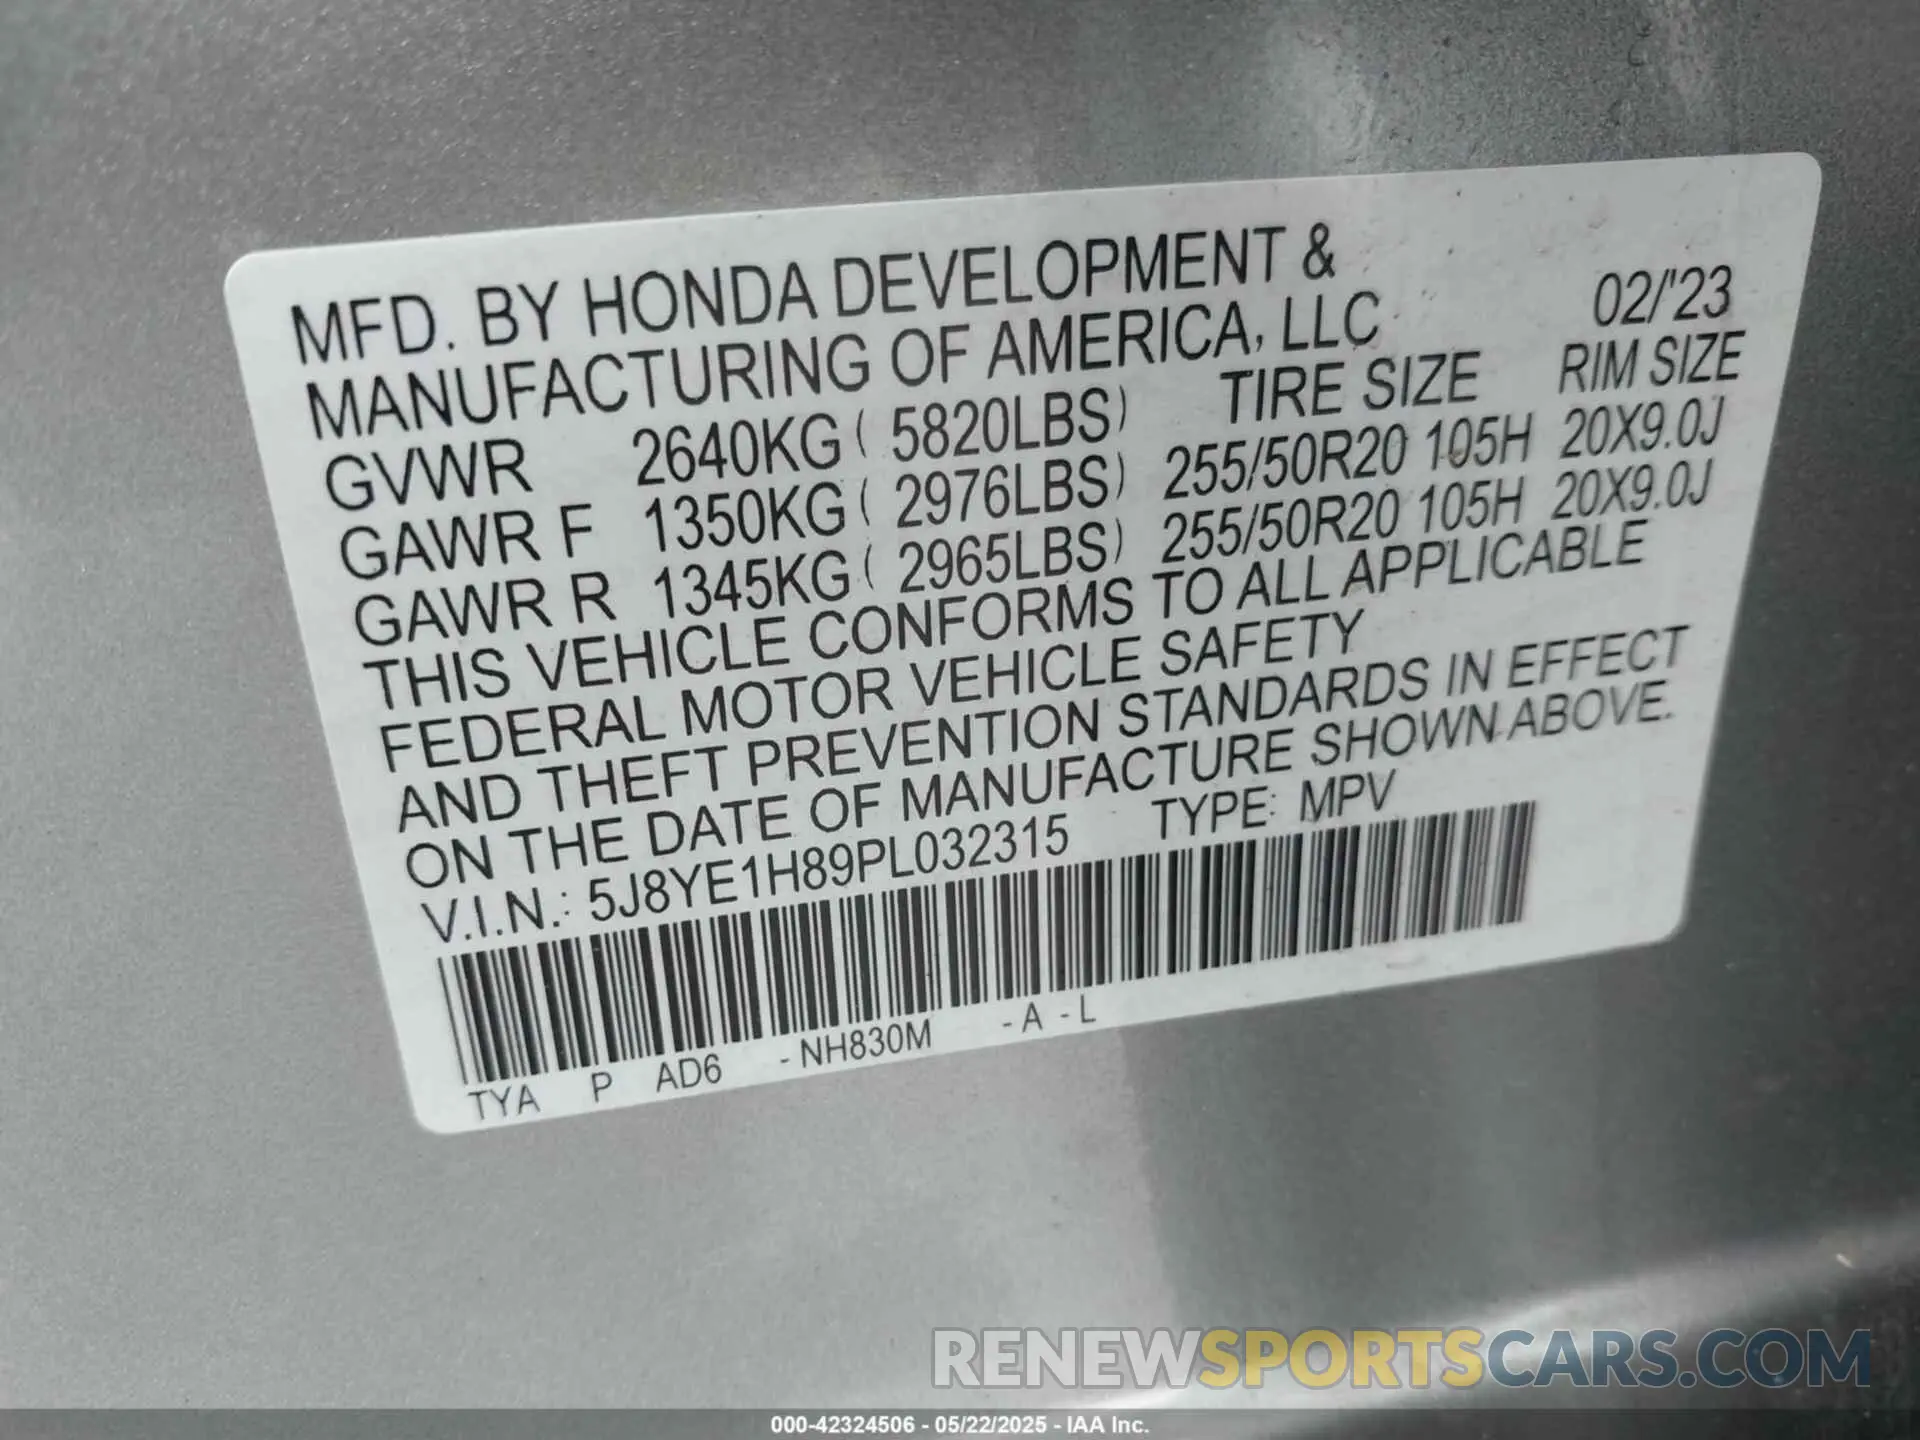 MFD. BY HONDA DEVELOPMENT &
MANUFACTURING OF AMERICA, LLC 02/'23
GVWR 2640KG ( 5820LBS) TIRE SIZE RIM SIZE
GAWR F 1350KG ( 2976LBS) 255/50R20 105H 20X9.0J
GAWR R 1345KG ( 2965LBS) 255/50R20 105H 20X9.0J
THIS VEHICLE CONFORMS TO ALL APPLICABLE
FEDERAL MOTOR VEHICLE SAFETY
AND THEFT PREVENTION STANDARDS IN EFFECT
ON THE DATE OF MANUFACTURE SHOWN ABOVE.
V.I.N.: 5J8YE1H89PL032315 TYPE: MPV
TYA P AD6 - NH830M - A - L
RENEWSPORTSCARS.COM
000-42324506 - 05/22/2025 - IAA Inc.